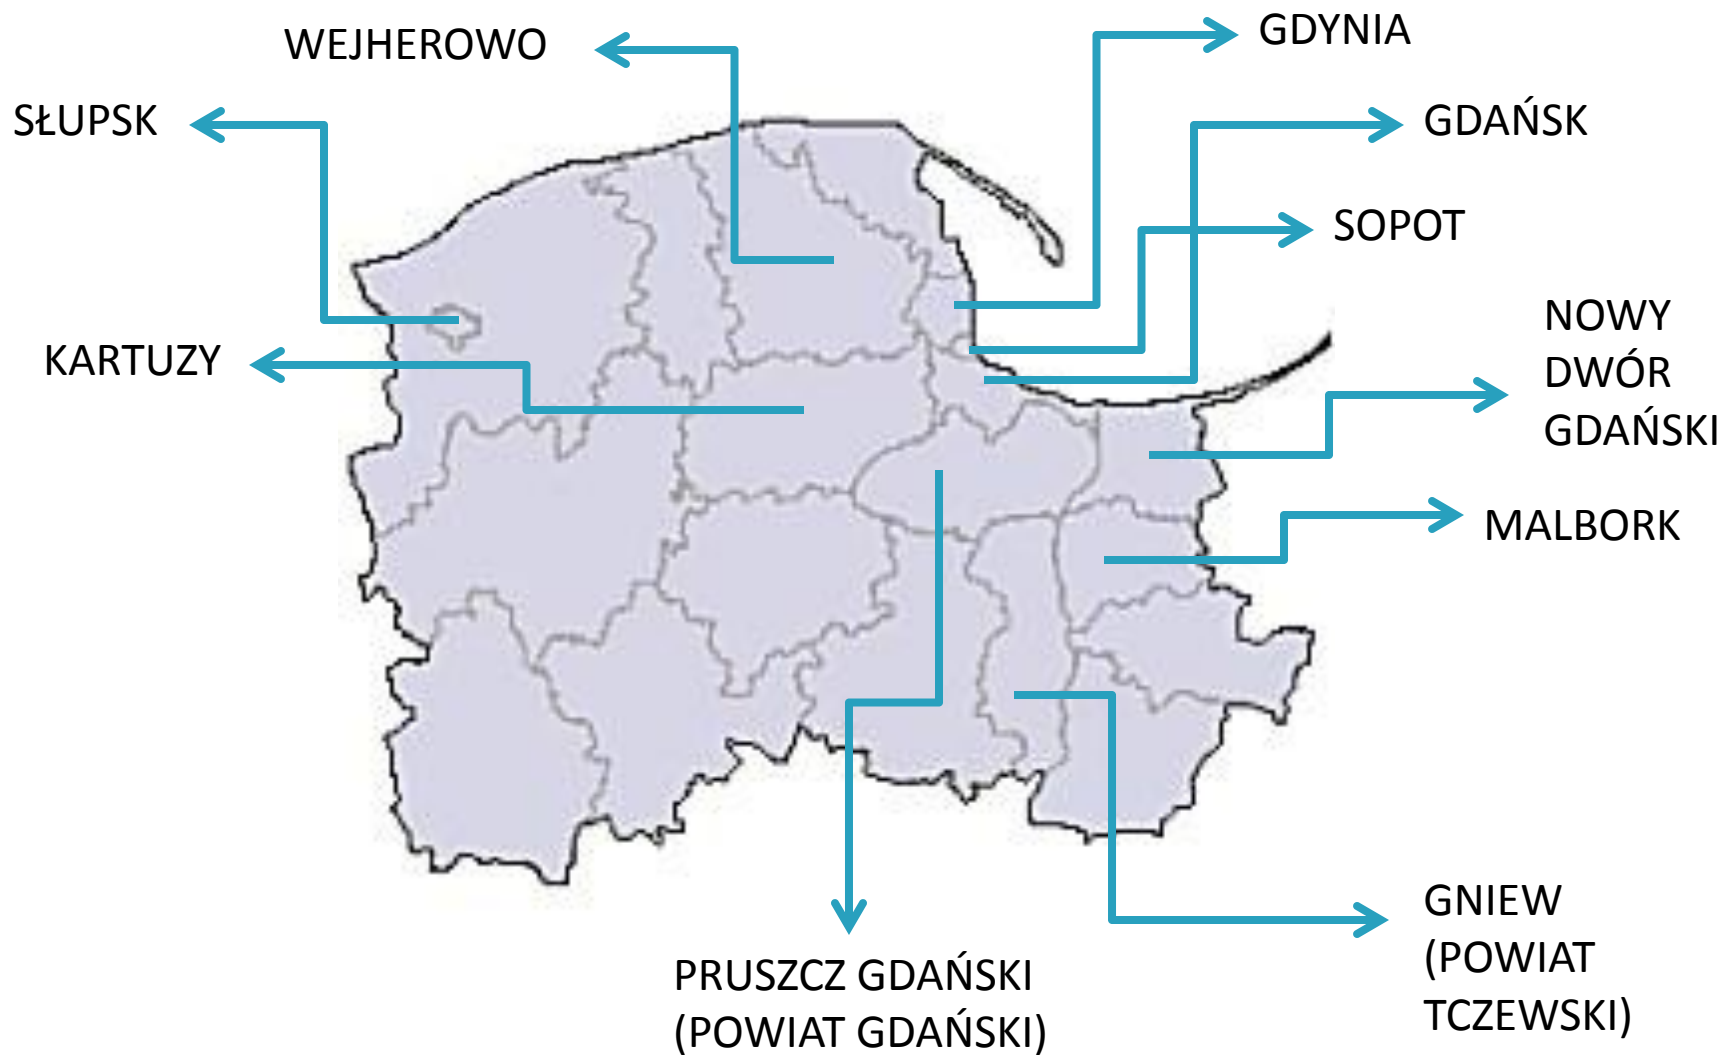 WEJHEROWO
GDYNIA
SŁUPSK
GDAŃSK
SOPOT
KARTUZY
NOWY
DWÓR
GDAŃSKI
MALBORK
GNIEW
(POWIAT
TCZEWSKI)
PRUSZCZ GDAŃSKI
(POWIAT GDAŃSKI)